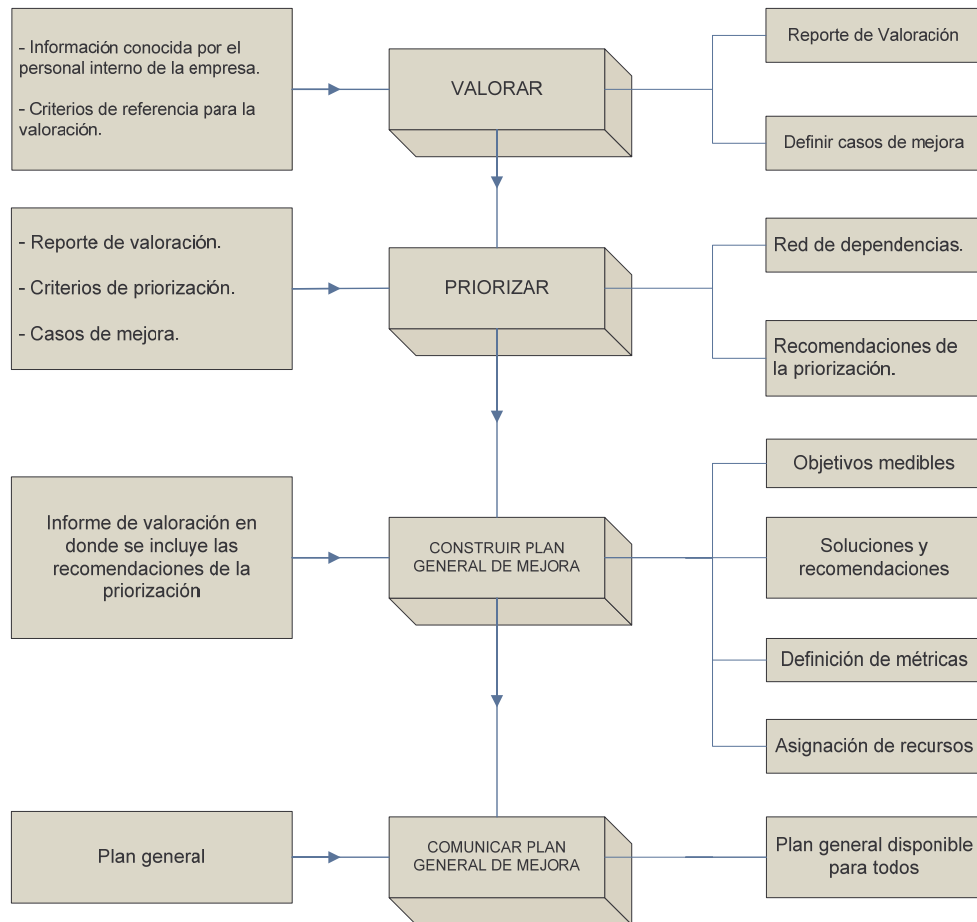 - Información conocida por el
personal interno de la empresa.
- Criterios de referencia para la
valoración.
VALORAR
Reporte de Valoración
Definir casos de mejora
- Reporte de valoración.
- Criterios de priorización.
- Casos de mejora.
PRIORIZAR
Red de dependencias.
Recomendaciones de
la priorización.
Informe de valoración en
donde se incluye las
recomendaciones de la
priorización
CONSTRUIR PLAN
GENERAL DE MEJORA
Objetivos medibles
Soluciones y
recomendaciones
Definición de métricas
Asignación de recursos
Plan general
COMUNICAR PLAN
GENERAL DE MEJORA
Plan general disponible
para todos